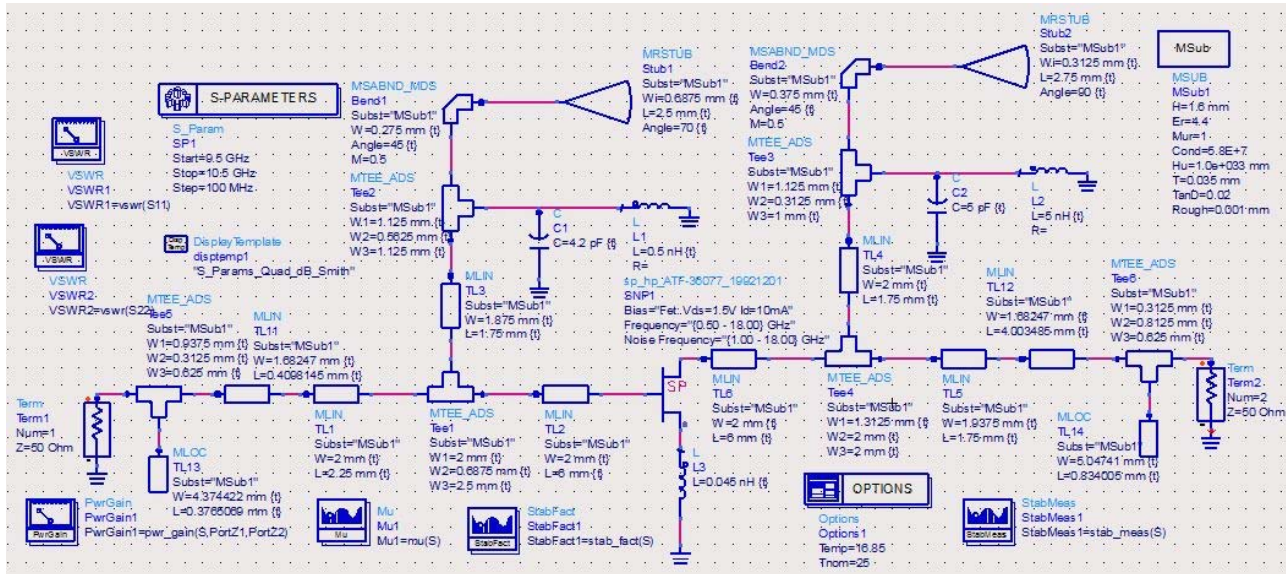 S-PARAMETERS
S_Param
SP1
Start=9.5 GHz
Stop=10.5 GHz
Step=100 MHz
VSWR
VSWR
VSWR1
VSWR1=vswr(S11)
VSWR
VSWR
VSWR2
VSWR2=vswr(S22)
Disp
Temp
DisplayTemplate
disptemp1
"S_Params_Quad_dB_Smith"
MSABND_MDS
Bend1
Subst="MSub1"
W=0.275 mm {t}
Angle=45 {t}
M=0.5
MRSTUB
Stub1
Subst="MSub1"
Wi=0.6875 mm {t}
L=2.5 mm {t}
Angle=70 {t}
MTEE_ADS
Tee2
Subst="MSub1"
W1=1.125 mm {t}
W2=0.5625 mm {t}
W3=1.125 mm {t}
C
C1
C=4.2 pF {t}
L
L1
L=0.5 nH {t}
R=
MLIN
TL3
Subst="MSub1"
W=1.875 mm {t}
L=1.75 mm {t}
MSABND_MDS
Bend2
Subst="MSub1"
W=0.375 mm {t}
Angle=45 {t}
M=0.5
MRSTUB
Stub2
Subst="MSub1"
Wi=0.3125 mm {t}
L=2.75 mm {t}
Angle=90 {t}
MSub
MSUB
MSub1
H=1.6 mm
Er=4.4
Mur=1
Cond=5.8E+7
Hu=1.0e+033 mm
T=0.035 mm
TanD=0.02
Rough=0.001 mm
MTEE_ADS
Tee3
Subst="MSub1"
W1=1.125 mm {t}
W2=0.3125 mm {t}
W3=1 mm {t}
C
C2
C=5 pF {t}
L
L2
L=5 nH {t}
R=
MLIN
TL4
Subst="MSub1"
W=2 mm {t}
L=1.75 mm {t}
sp_hp_ATF-36077_19921201
SNP1
Bias="Fet: Vds=1.5V Id=10mA"
Frequency="{0.50 - 18.00} GHz"
Noise Frequency="{1.00 - 18.00} GHz"
MLIN
TL12
Subst="MSub1"
W=1.68247 mm {t}
L=4.003485 mm {t}
MTEE_ADS
Tee6
Subst="MSub1"
W1=0.3125 mm {t}
W2=0.8125 mm {t}
W3=0.625 mm {t}
MTEE_ADS
Tee5
Subst="MSub1"
W1=0.9375 mm {t}
W2=0.3125 mm {t}
W3=0.625 mm {t}
MLIN
TL11
Subst="MSub1"
W=1.68247 mm {t}
L=0.4098145 mm {t}
Term
Term1
Num=1
Z=50 Ohm
MLOC
TL13
Subst="MSub1"
W=4.374422 mm {t}
L=0.3765069 mm {t}
MLIN
TL1
Subst="MSub1"
W=2 mm {t}
L=2.25 mm {t}
MTEE_ADS
Tee1
Subst="MSub1"
W1=2 mm {t}
W2=0.6875 mm {t}
W3=2.5 mm {t}
MLIN
TL2
Subst="MSub1"
W=2 mm {t}
L=6 mm {t}
SP
L
L3
L=0.045 nH {t}
R=
MLIN
TL6
Subst="MSub1"
W=2 mm {t}
L=6 mm {t}
MTEE_ADS
Tee4
Subst="MSub1"
W1=1.3125 mm {t}
W2=2 mm {t}
W3=2 mm {t}
MLIN
TL5
Subst="MSub1"
W=1.9375 mm {t}
L=1.75 mm {t}
MLOC
TL14
Subst="MSub1"
W=5.04741 mm {t}
L=0.834005 mm {t}
Term
Term2
Num=2
Z=50 Ohm
PwrGain
PwrGain
PwrGain1
PwrGain1=pwr_gain(S,PortZ1,PortZ2)
Mu
Mu
Mu1
Mu1=mu(S)
StabFact
StabFact
StabFact1
StabFact1=stab_fact(S)
OPTIONS
Options
Options1
Temp=16.85
Tnom=25
StabMeas
StabMeas
StabMeas1
StabMeas1=stab_meas(S)